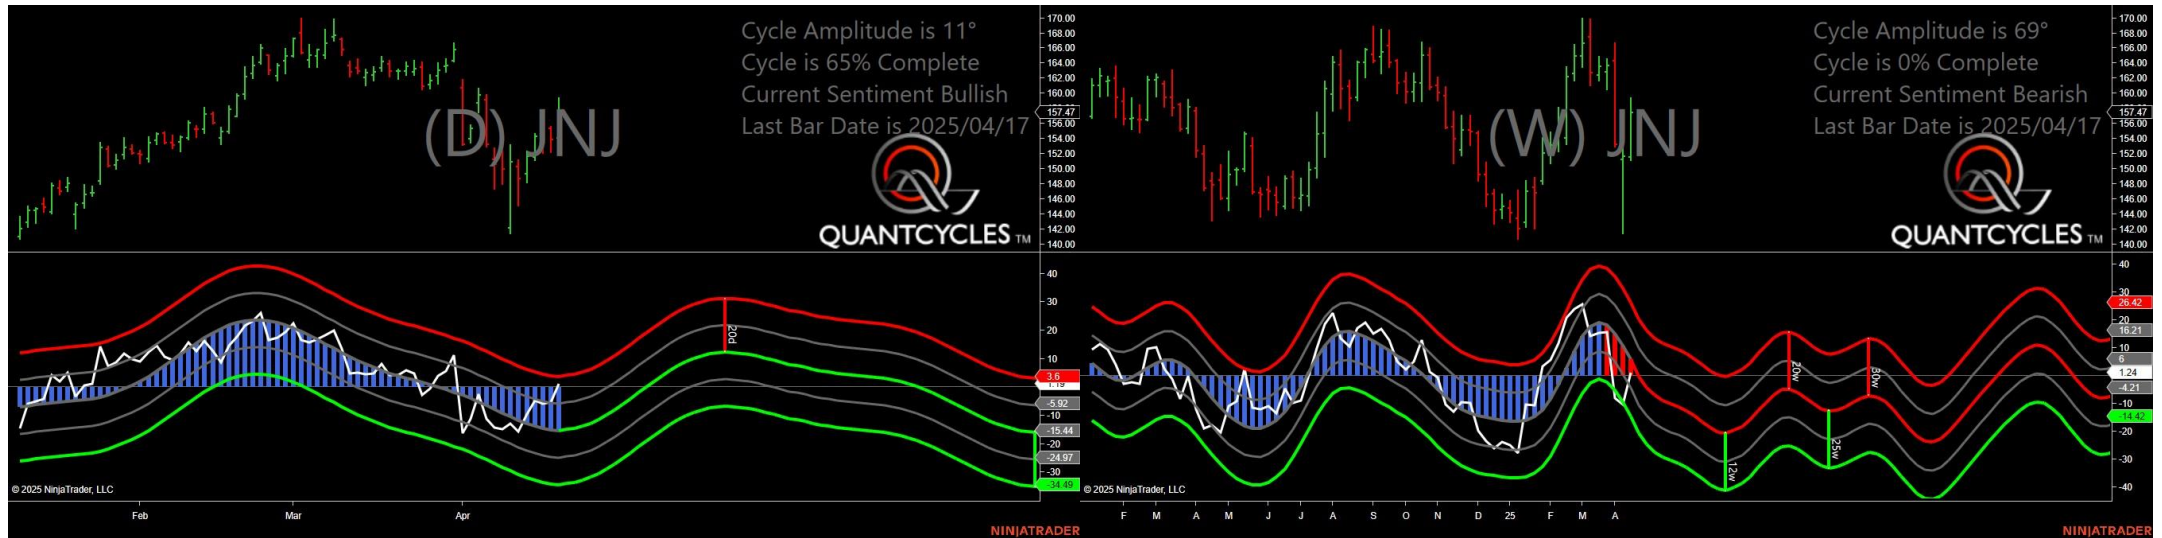 Cycle Amplitude is 11°
Cycle is 65% Complete
Current Sentiment Bullish
Last Bar Date is 2025/04/17
(D) JNJ
QUANTCYCLES TM
170.00
168.00
166.00
164.00
162.00
160.00
157.47
156.00
154.00
152.00
150.00
148.00
146.00
144.00
142.00
140.00
40
30
20
10
3.6
1.19
-5.92
-10
-15.44
-20
-24.97
-30
-34.49
20d
© 2025 NinjaTrader, LLC
Feb Mar Apr
NINJATRADER
Cycle Amplitude is 69°
Cycle is 0% Complete
Current Sentiment Bearish
Last Bar Date is 2025/04/17
(W) JNJ
QUANTCYCLES TM
170.00
168.00
166.00
164.00
162.00
160.00
157.47
156.00
154.00
152.00
150.00
148.00
146.00
144.00
142.00
140.00
40
30
26.42
20
16.21
10
6
1.24
-4.21
-10
-14.42
-20
-30
-40
12w
20w
25w
30w
© 2025 NinjaTrader, LLC
F M A M J J A S O N D 25 F M A
NINJATRADER